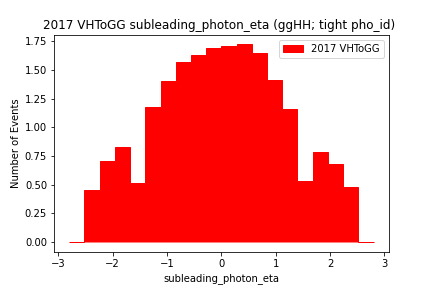 2017 VHToGG subleading_photon_eta (ggHH; tight pho_id)
2017 VHToGG
Number of Events
1.75
1.50
1.25
1.00
0.75
0.50
0.25
0.00
−3 −2 −1 0 1 2 3
subleading_photon_eta